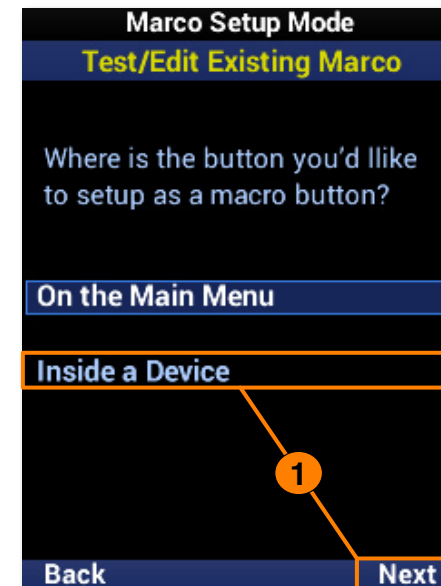 Marco Setup Mode
Test/Edit Existing Marco
Where is the button you'd Llike
to setup as a macro button?
On the Main Menu
Inside a Device
1
Back Next